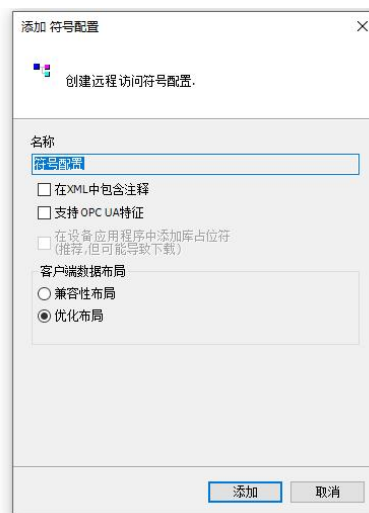 添加 符号配置
创建远程访问符号配置.
名称
符号配置
在XML中包含注释
支持 OPC UA特征
在设备应用程序中添加库占位符
(推荐,但可能导致下载)
客户端数据布局
兼容性布局
优化布局
添加
取消